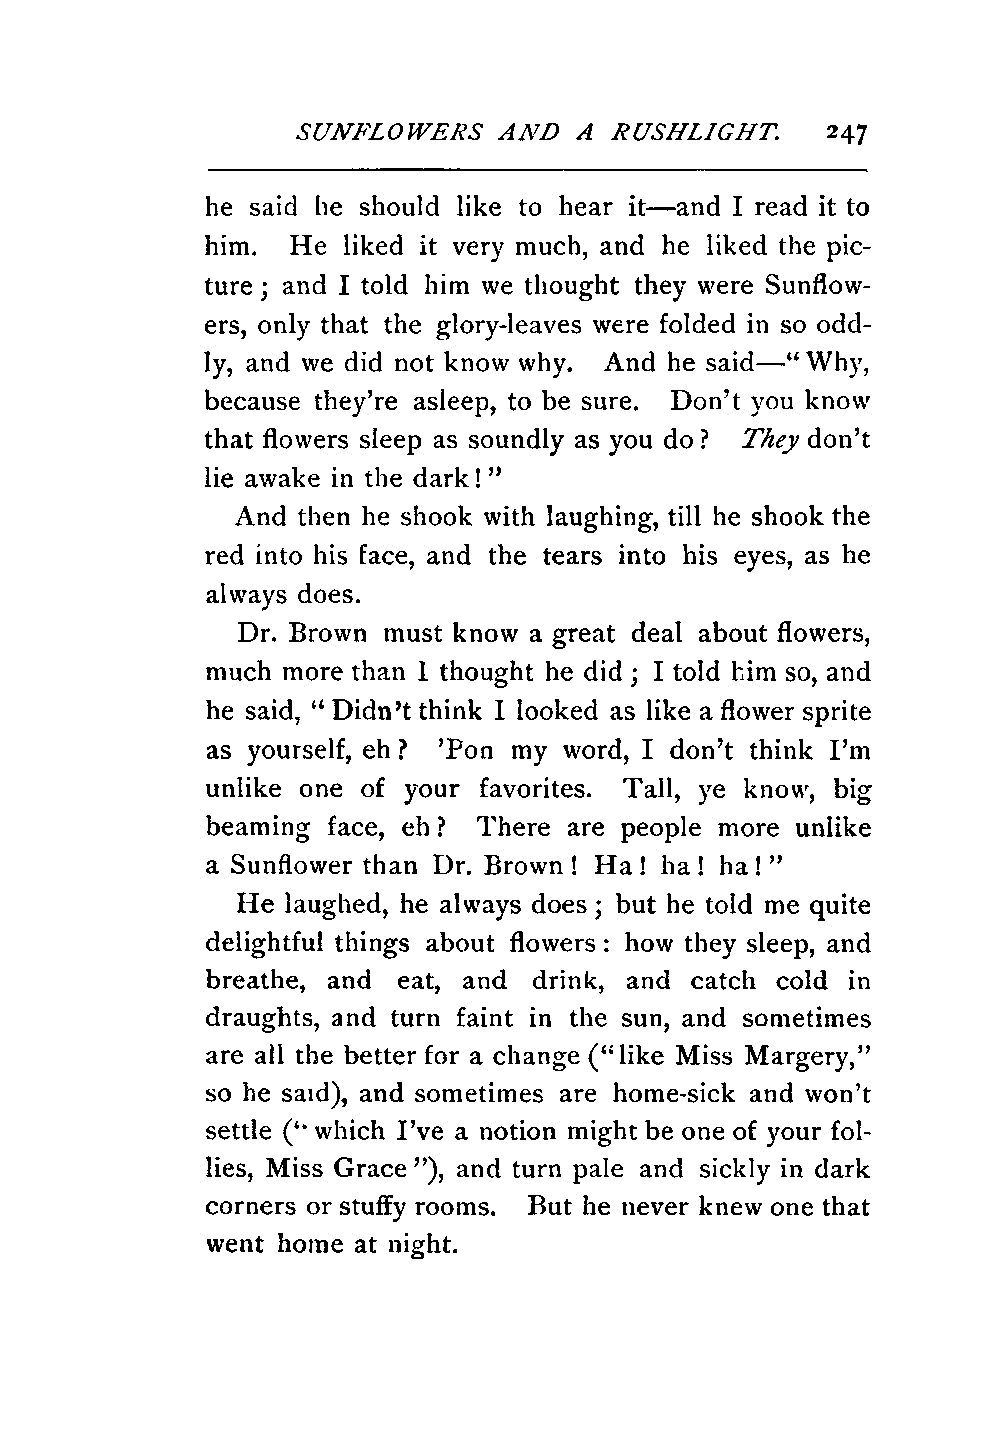 SUNFLOWERS AND A RUSHLIGHT. 247
he said he should like to hear it—and I read it to
him. He liked it very much, and he liked the pic-
ture ; and I told him we thought they were Sunflow-
ers, only that the glory-leaves were folded in so odd-
ly, and we did not know why. And he said—“ Why,
because they're asleep, to be sure. Don't you know
that flowers sleep as soundly as you do ? They don't
lie awake in the dark ! ”
And then he shook with laughing, till he shook the
red into his face, and the tears into his eyes, as he
always does.
Dr. Brown must know a great deal about flowers,
much more than I thought he did ; I told him so, and
he said, “ Didn't think I looked as like a flower sprite
as yourself, eh ? 'Pon my word, I don't think I'm
unlike one of your favorites. Tall, ye know, big
beaming face, eh ? There are people more unlike
a Sunflower than Dr. Brown ! Ha ! ha ! ha ! ”
He laughed, he always does ; but he told me quite
delightful things about flowers : how they sleep, and
breathe, and eat, and drink, and catch cold in
draughts, and turn faint in the sun, and sometimes
are all the better for a change (“like Miss Margery,”
so he said), and sometimes are home-sick and won't
settle (“ which I've a notion might be one of your fol-
lies, Miss Grace ”), and turn pale and sickly in dark
corners or stuffy rooms. But he never knew one that
went home at night.